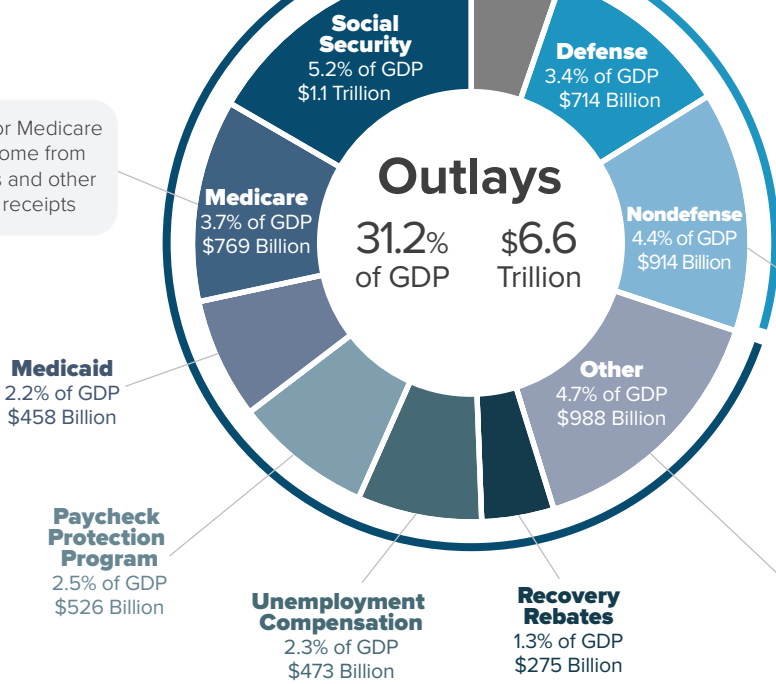 Social
Security
5.2% of GDP
$1.1 Trillion
Defense
3.4% of GDP
$714 Billion
or Medicare
ome from
s and other
receipts
Medicare
3.7% of GDP
$769 Billion
Outlays
31.2% $6.6
of GDP Trillion
Nondefense
4.4% of GDP
$914 Billion
Medicaid
2.2% of GDP
$458 Billion
Other
4.7% of GDP
$988 Billion
Paycheck
Protection
Program
2.5% of GDP
$526 Billion
Unemployment
Compensation
2.3% of GDP
$473 Billion
Recovery
Rebates
1.3% of GDP
$275 Billion